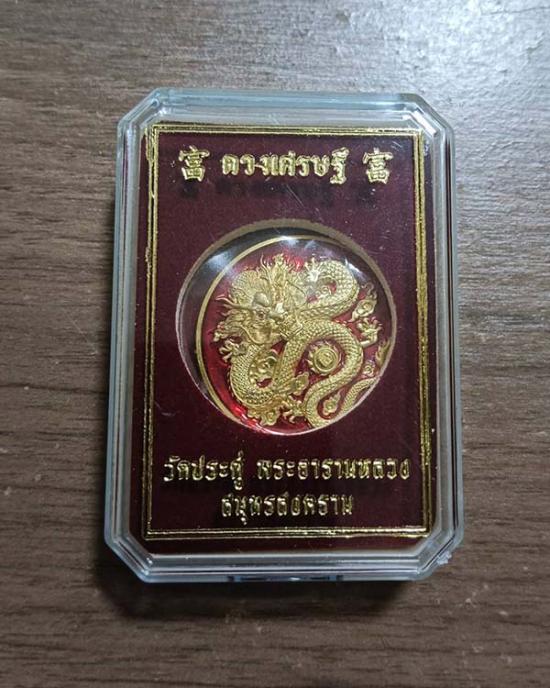 富 ดวงเศรษฐี 富
วัดประดู่ พระอารามหลวง
สมุทรสงคราม